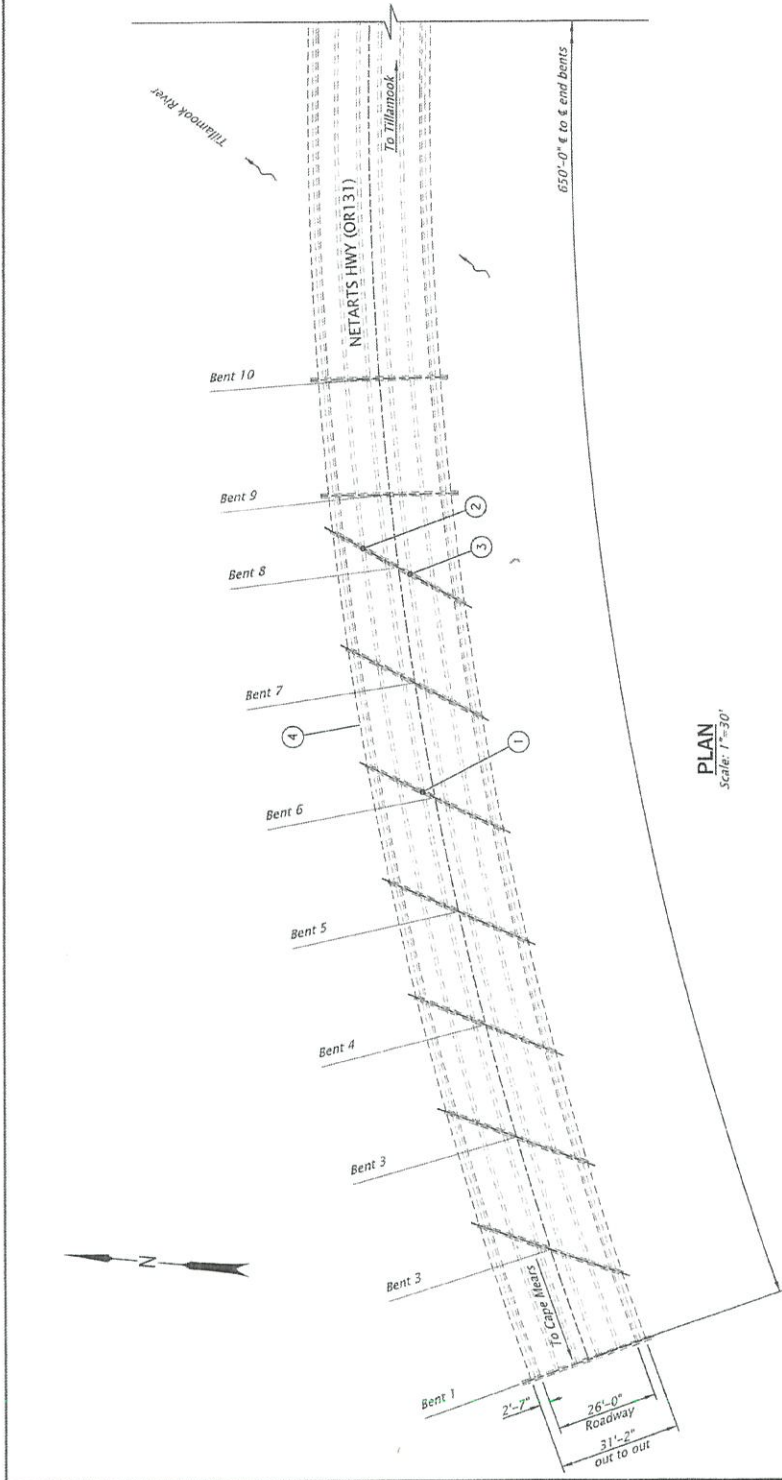 Tillamook River
To Tillamook
NETARTS HWY (OR131)
650'-0" ℄ to ℄ end bents
Bent 10
Bent 9
2
Bent 8
3
Bent 7
4
1
Bent 6
PLAN
Scale: 1"=30'
Bent 5
Bent 4
Bent 3
N
Bent 3
To Cape Mears
Bent 1
2'-7"
26'-0"
Roadway
31'-2"
out to out